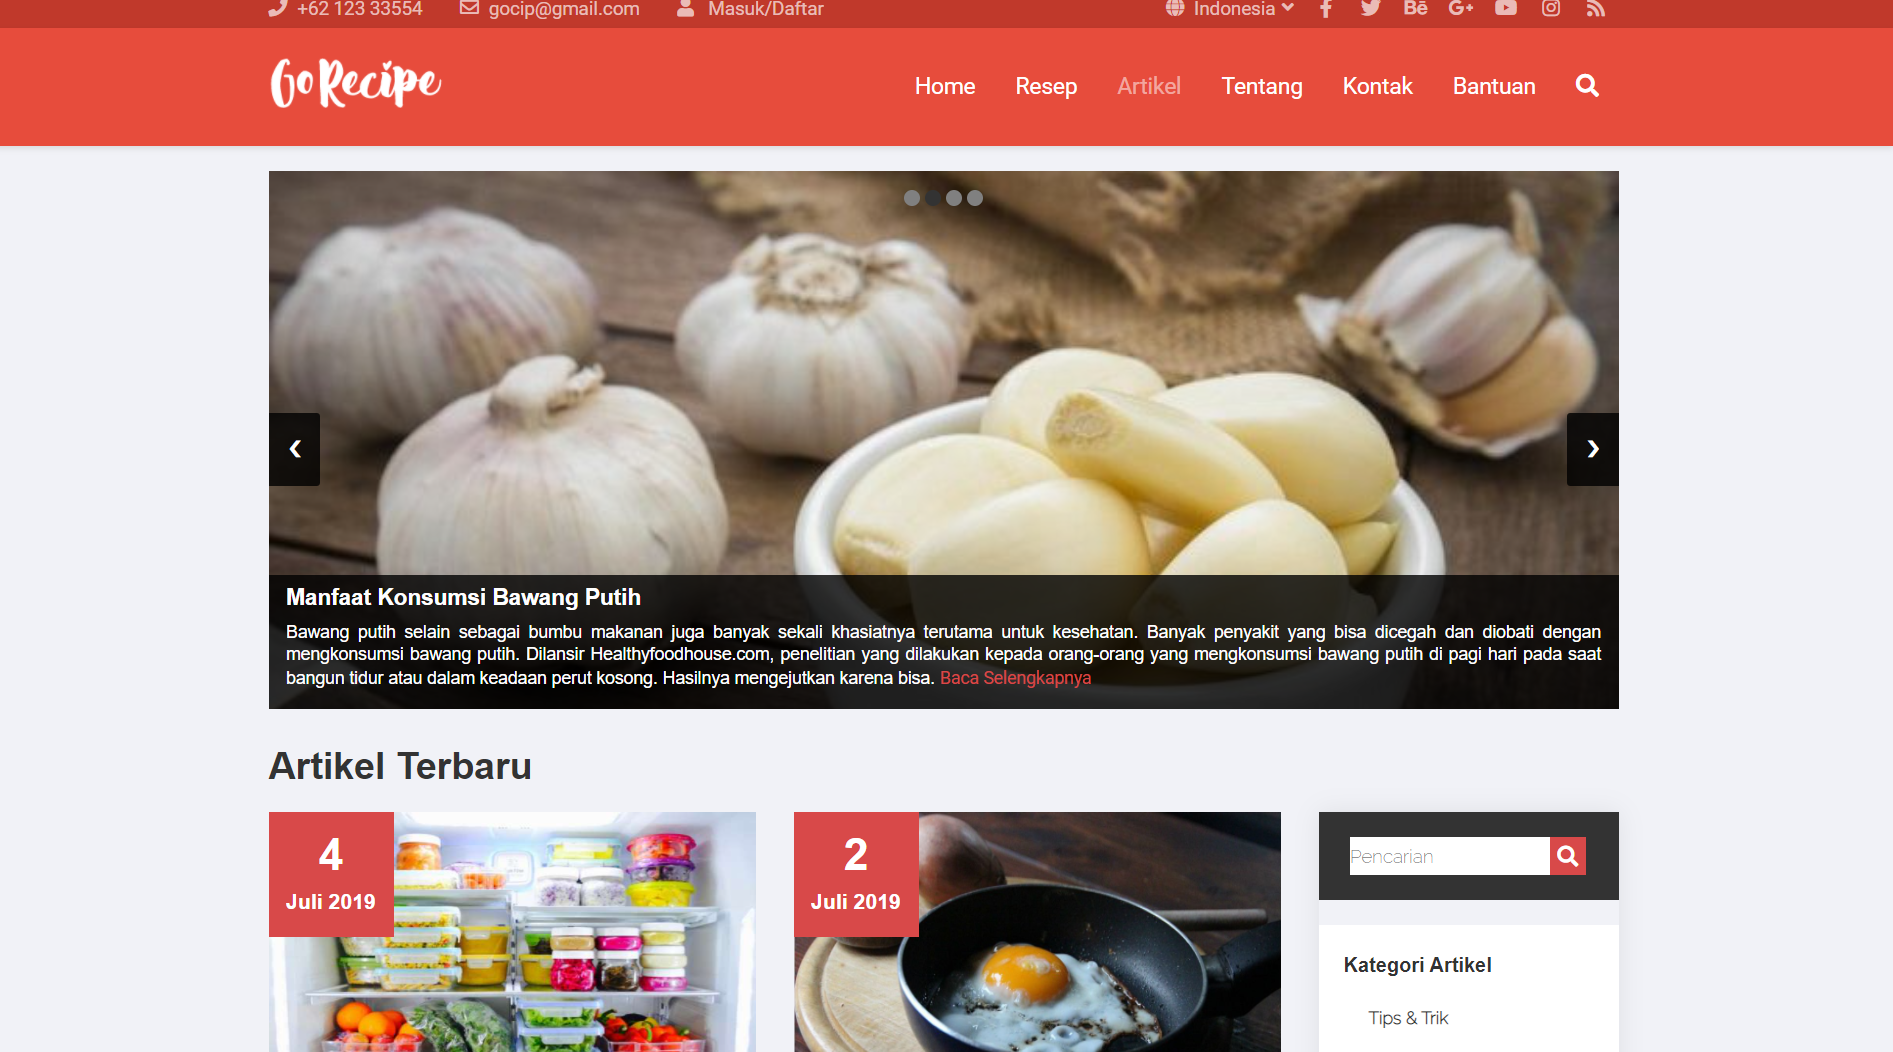 +62 123 33554 gocip@gmail.com Masuk/Daftar Indonesia
Go Recipe
Home Resep Artikel Tentang Kontak Bantuan
Manfaat Konsumsi Bawang Putih
Bawang putih selain sebagai bumbu makanan juga banyak sekali khasiatnya terutama untuk kesehatan. Banyak penyakit yang bisa dicegah dan diobati dengan
mengkonsumsi bawang putih. Dilansir Healthyfoodhouse.com, penelitian yang dilakukan kepada orang-orang yang mengkonsumsi bawang putih di pagi hari pada saat
bangun tidur atau dalam keadaan perut kosong. Hasilnya mengejutkan karena bisa. Baca Selengkapnya
Artikel Terbaru
4
Juli 2019
2
Juli 2019
Pencarian
Kategori Artikel
Tips & Trik